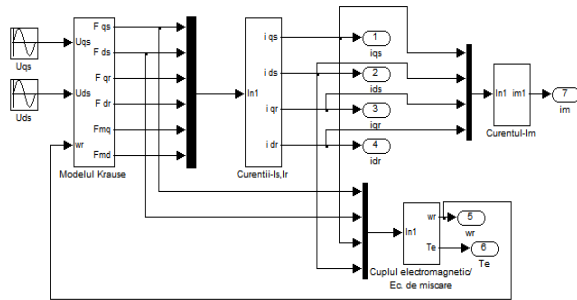 Uqs
Uds
Uqs
Uds
wr
F qs
F ds
F qr
F dr
Fmq
Fmd
Modelul Krause
In1
i qs
i ds
i qr
i dr
Curentii-Is,Ir
1
iqs
2
ids
3
iqr
4
idr
In1
im1
Curentul-Im
7
im
In1
wr
Te
Cuplul electromagnetic/
Ec. de miscare
5
wr
6
Te